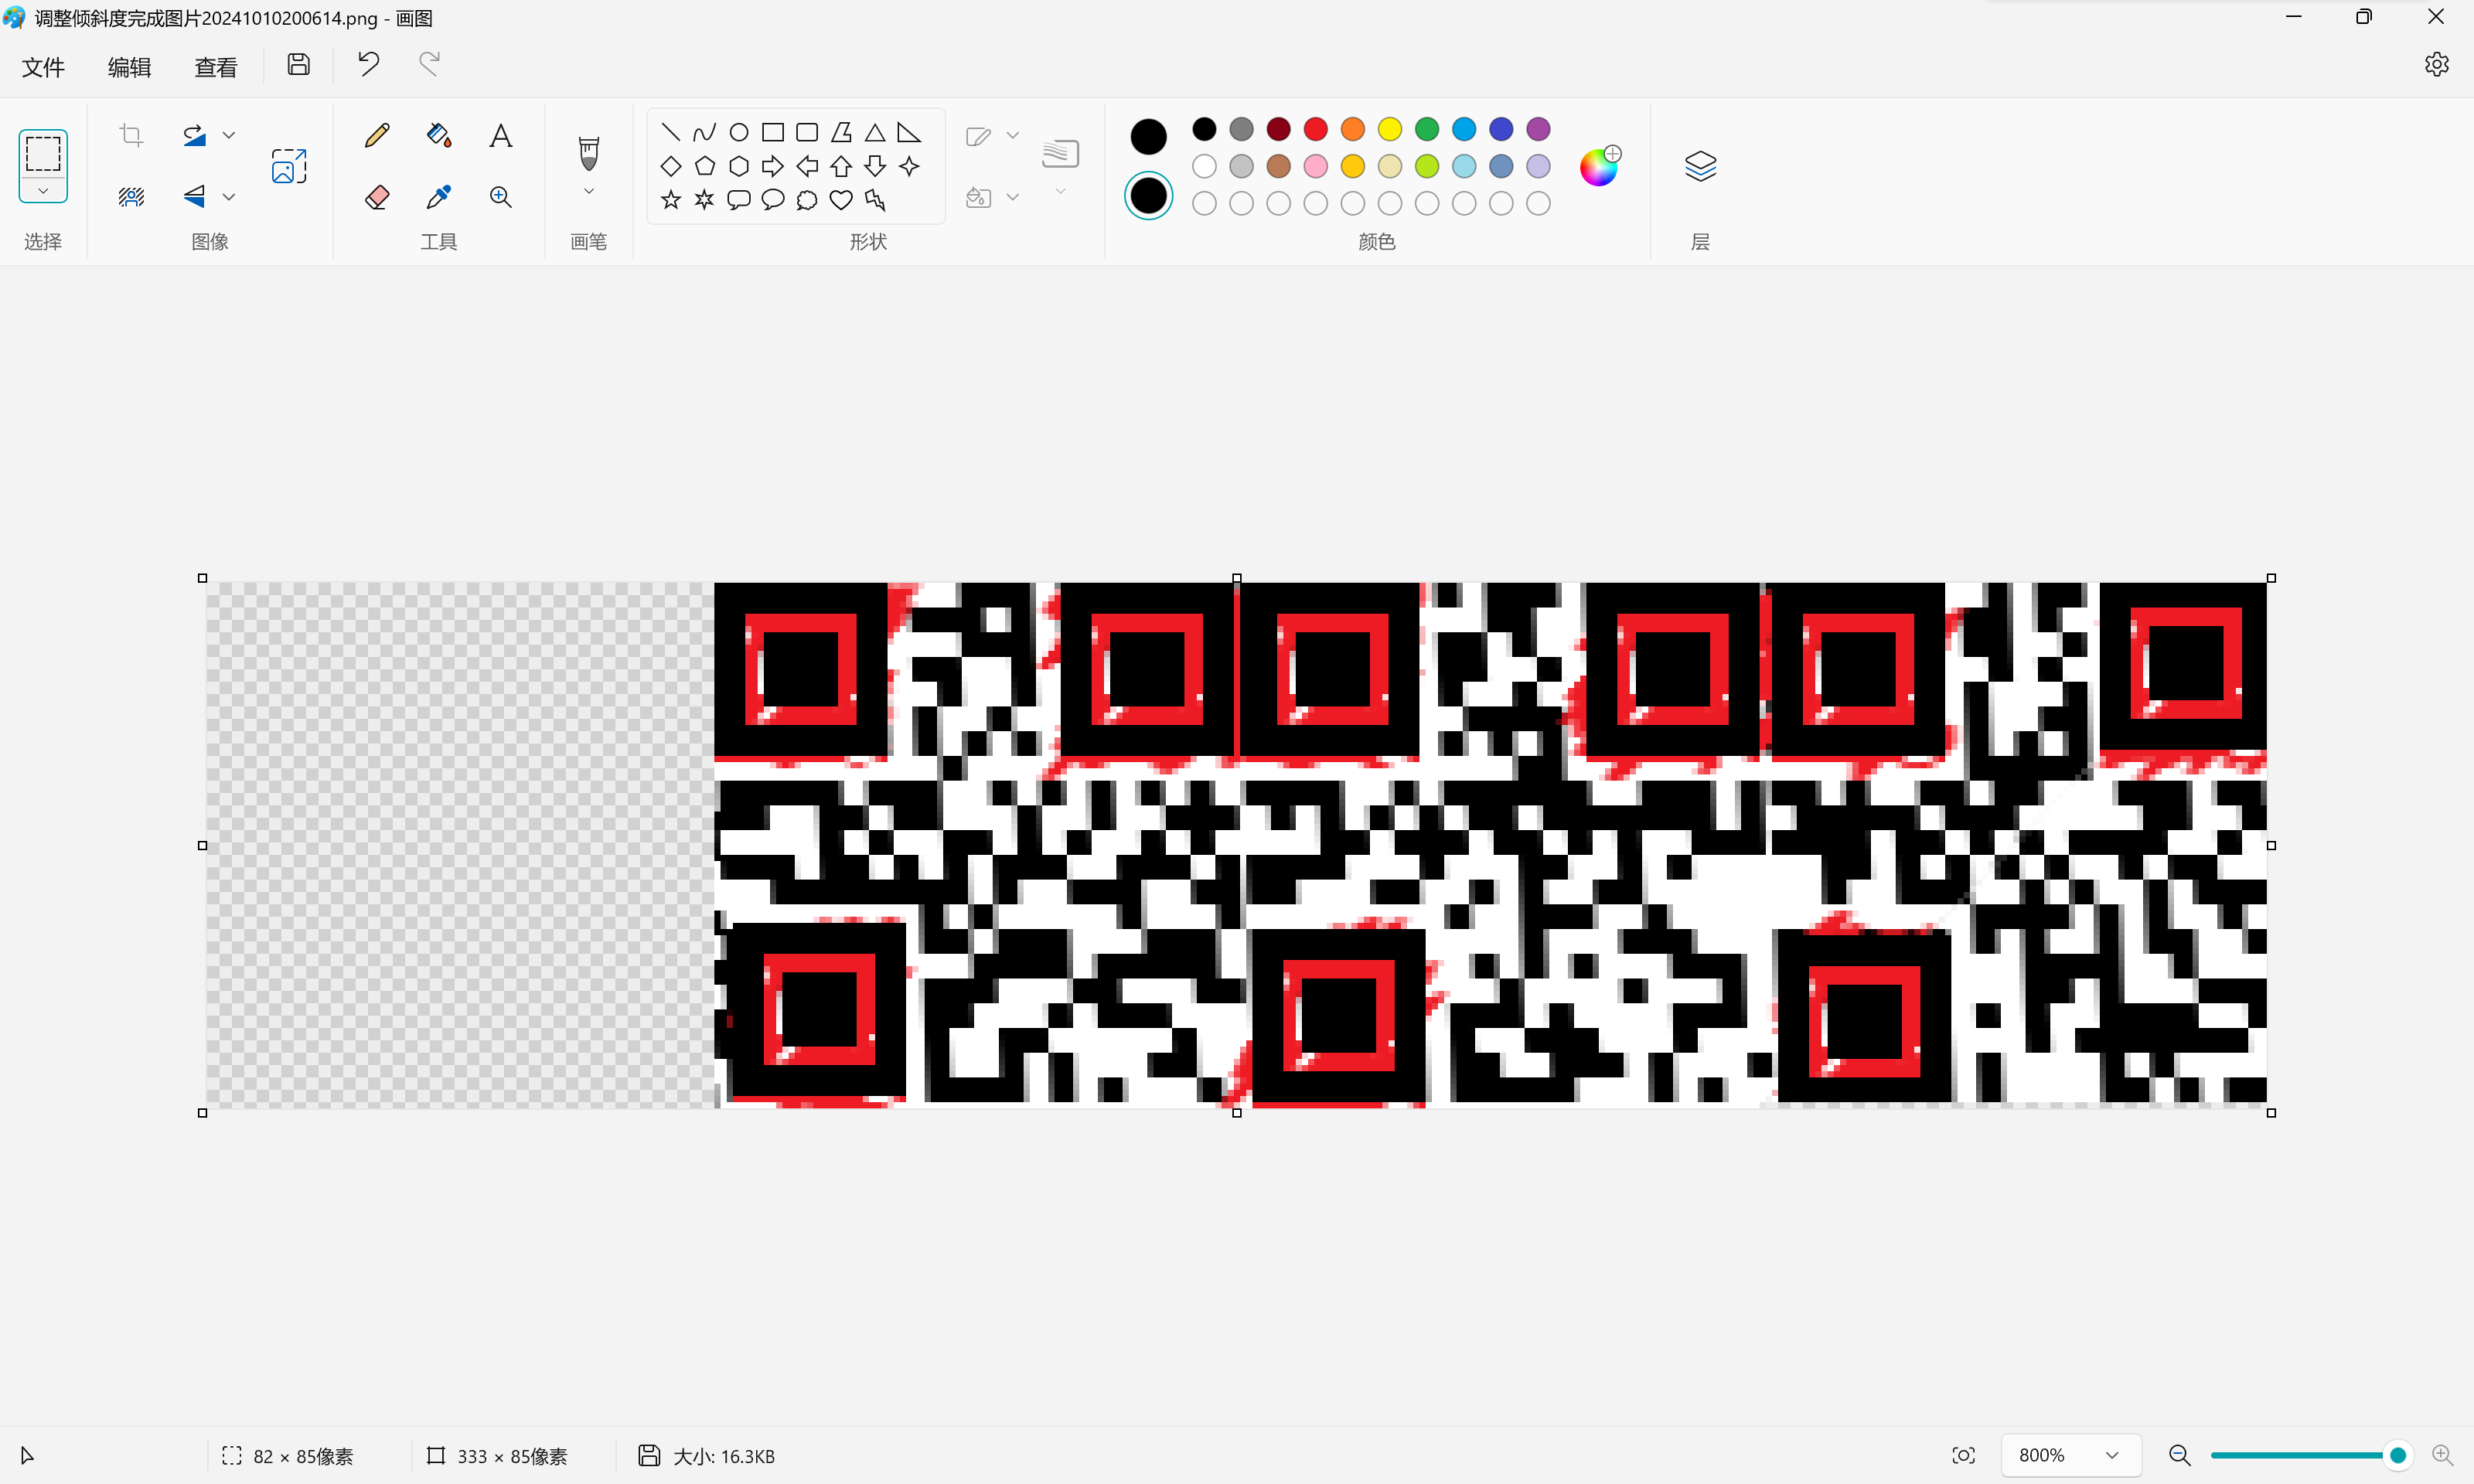 调整倾斜度完成图片20241010200614.png - 画图
文件 编辑 查看
选择 图像 工具 画笔 形状 颜色 层
82 × 85像素 333 × 85像素 大小: 16.3KB 800%